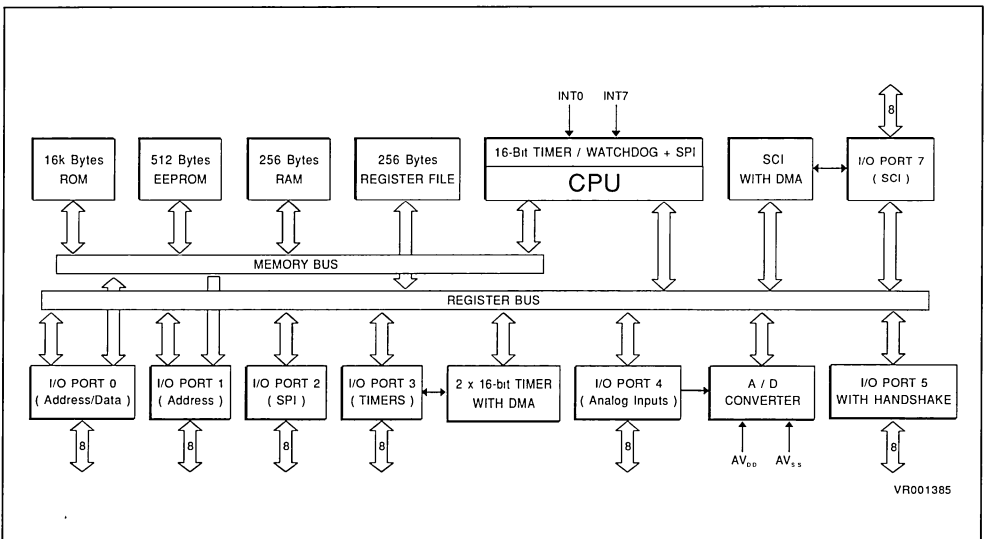 INT0 INT7
8
16k Bytes
ROM
512 Bytes
EEPROM
256 Bytes
RAM
256 Bytes
REGISTER FILE
16-Bit TIMER / WATCHDOG + SPI
CPU
SCI
WITH DMA
I/O PORT 7
( SCI )
MEMORY BUS
REGISTER BUS
I/O PORT 0
( Address/Data )
I/O PORT 1
( Address )
I/O PORT 2
( SPI )
I/O PORT 3
( TIMERS )
2 x 16-bit TIMER
WITH DMA
I/O PORT 4
( Analog Inputs )
A / D
CONVERTER
I/O PORT 5
WITH HANDSHAKE
8 8 8 8 8 8
AVDD AVSS
VR001385